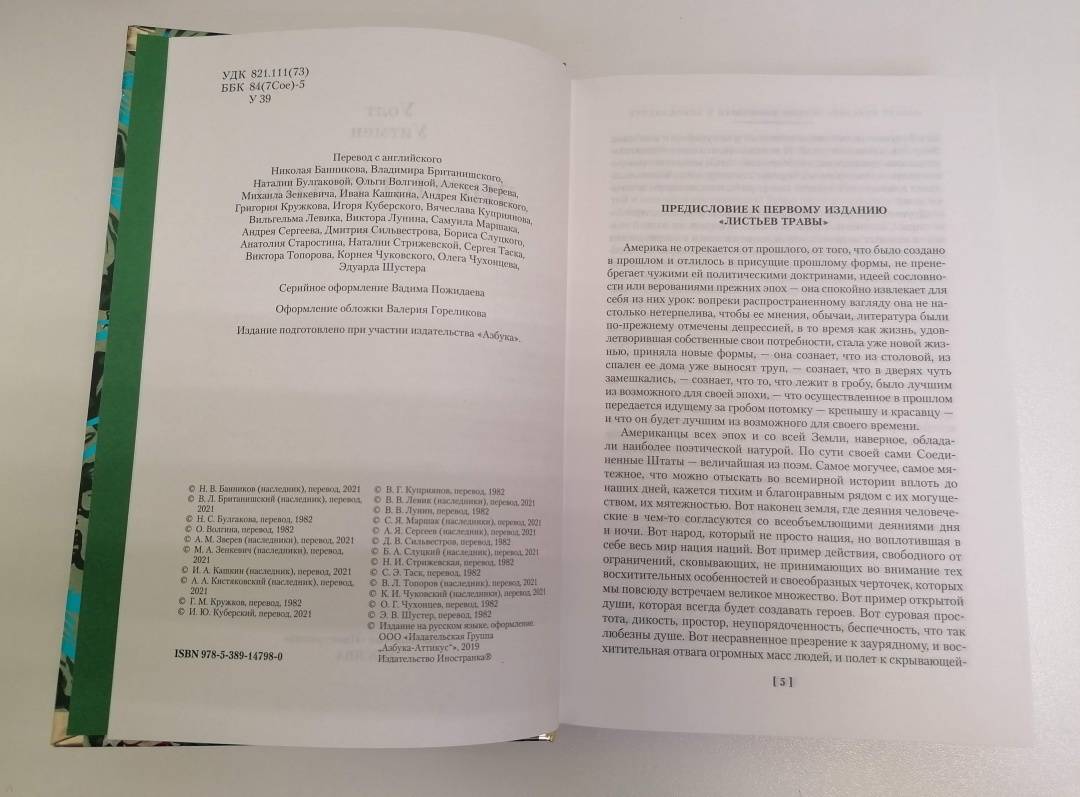 УДК 821.111(73)
ББК 84(7Сое)-5
У 39
Уолт
Уитмен
Перевод с английского
Николая Банникова, Владимира Британишского,
Наталии Булгаковой, Ольги Волгиной, Алексея Зверева,
Михаила Зенкевича, Ивана Кашкина, Андрея Кистяковского,
Григория Кружкова, Игоря Куберского, Вячеслава Куприянова,
Вильгельма Левика, Виктора Лунина, Самуила Маршака,
Андрея Сергеева, Дмитрия Сильвестрова, Бориса Слуцкого,
Анатолия Старостина, Наталии Стрижевской, Сергея Таска,
Виктора Топорова, Корнея Чуковского, Олега Чухонцева,
Эдуарда Шустера
Серийное оформление Вадима Пожидаева
Оформление обложки Валерия Гореликова
Издание подготовлено при участии издательства «Азбука».
© Н. В. Банников (наследник), перевод, 2021
© В. Л. Британишский (наследник), перевод,
2021
© Н. С. Булгакова, перевод, 1982
© О. Волгина, перевод, 1982
© А. М. Зверев (наследники), перевод, 2021
© М. А. Зенкевич (наследники), перевод,
2021
© И. А. Кашкин (наследники), перевод, 2021
© А. А. Кистяковский (наследник), перевод,
2021
© Г. М. Кружков, перевод, 1982
© И. Ю. Куберский, перевод, 2021
© В. Г. Куприянов, перевод, 1982
© В. В. Левик (наследники), перевод, 2021
© В. В. Лунин, перевод, 1982
© С. Я. Маршак (наследники), перевод, 2021
© А. Я. Сергеев (наследник), перевод, 2021
© Д. В. Сильвестров, перевод, 1982
© Б. А. Слуцкий (наследник), перевод, 2021
© Н. И. Стрижевская, перевод, 1982
© С. Э. Таск, перевод, 1982
© В. Л. Топоров (наследник), перевод, 2021
© К. И. Чуковский (наследник), перевод, 2021
© О. Г. Чухонцев, перевод, 1982
© Э. В. Шустер, перевод, 1982
© Издание на русском языке, оформление.
ООО «Издательская Группа
„Азбука-Аттикус“», 2019
Издательство Иностранка®
ISBN 978-5-389-14798-0
ПРЕДИСЛОВИЕ К ПЕРВОМУ ИЗДАНИЮ
«ЛИСТЬЕВ ТРАВЫ»
Америка не отрекается от прошлого, от того, что было создано
в прошлом и отлилось в присущие прошлому формы, не прене-
брегает чужими ей политическими доктринами, идеей сословно-
сти или верованиями прежних эпох — она спокойно извлекает для
себя из них урок: вопреки распространенному взгляду она не на-
столько нетерпелива, чтобы ее мнения, обычаи, литература были
по-прежнему отмечены депрессией, в то время как жизнь, удов-
летворившая собственные свои потребности, стала уже новой жиз-
нью, приняла новые формы, — она сознает, что из столовой, из
спален ее дома уже выносят труп, — сознает, что в дверях чуть
замешкались, — сознает, что то, что лежит в гробу, было лучшим
из возможного для своей эпохи, — что осуществленное в прошлом
передается идущему за гробом потомку — крепышу и красавцу —
и что он будет лучшим из возможного для своего времени.
Американцы всех эпох и со всей Земли, наверное, облада-
ли наиболее поэтической натурой. По сути своей сами Соеди-
ненные Штаты — величайшая из поэм. Самое могучее, самое мя-
тежное, что можно отыскать во всемирной истории вплоть до
наших дней, кажется тихим и благонравным рядом с их могуще-
ством, их мятежностью. Вот наконец земля, где деяния человече-
ские в чем-то согласуются со всеобъемлющими деяниями дня
и ночи. Вот народ, который не просто нация, но воплотившая в
себе весь мир нация наций. Вот пример действия, свободного от
ограничений, сковывающих, не принимающих во внимание тех
восхитительных особенностей и своеобразных черточек, которых
мы повсюду встречаем великое множество. Вот пример открытой
души, которая всегда будет создавать героев. Вот суровая прос-
тота, дикость, простор, неупорядоченность, беспечность, что так
любезны душе. Вот несравненное презрение к заурядному, и вос-
хитительная отвага огромных масс людей, и полет к скрывающей-
[ 5 ]